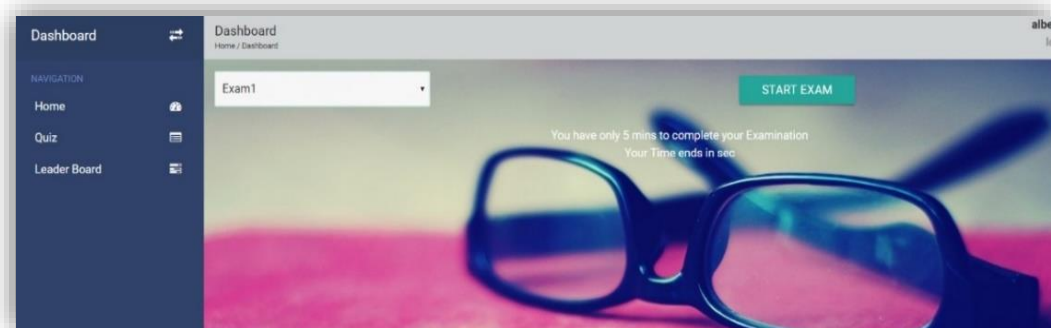 Dashboard
NAVIGATION
Home
Quiz
Leader Board
Dashboard
Home / Dashboard
Exam1
START EXAM
You have only 5 mins to complete your Examination
Your Time ends in sec